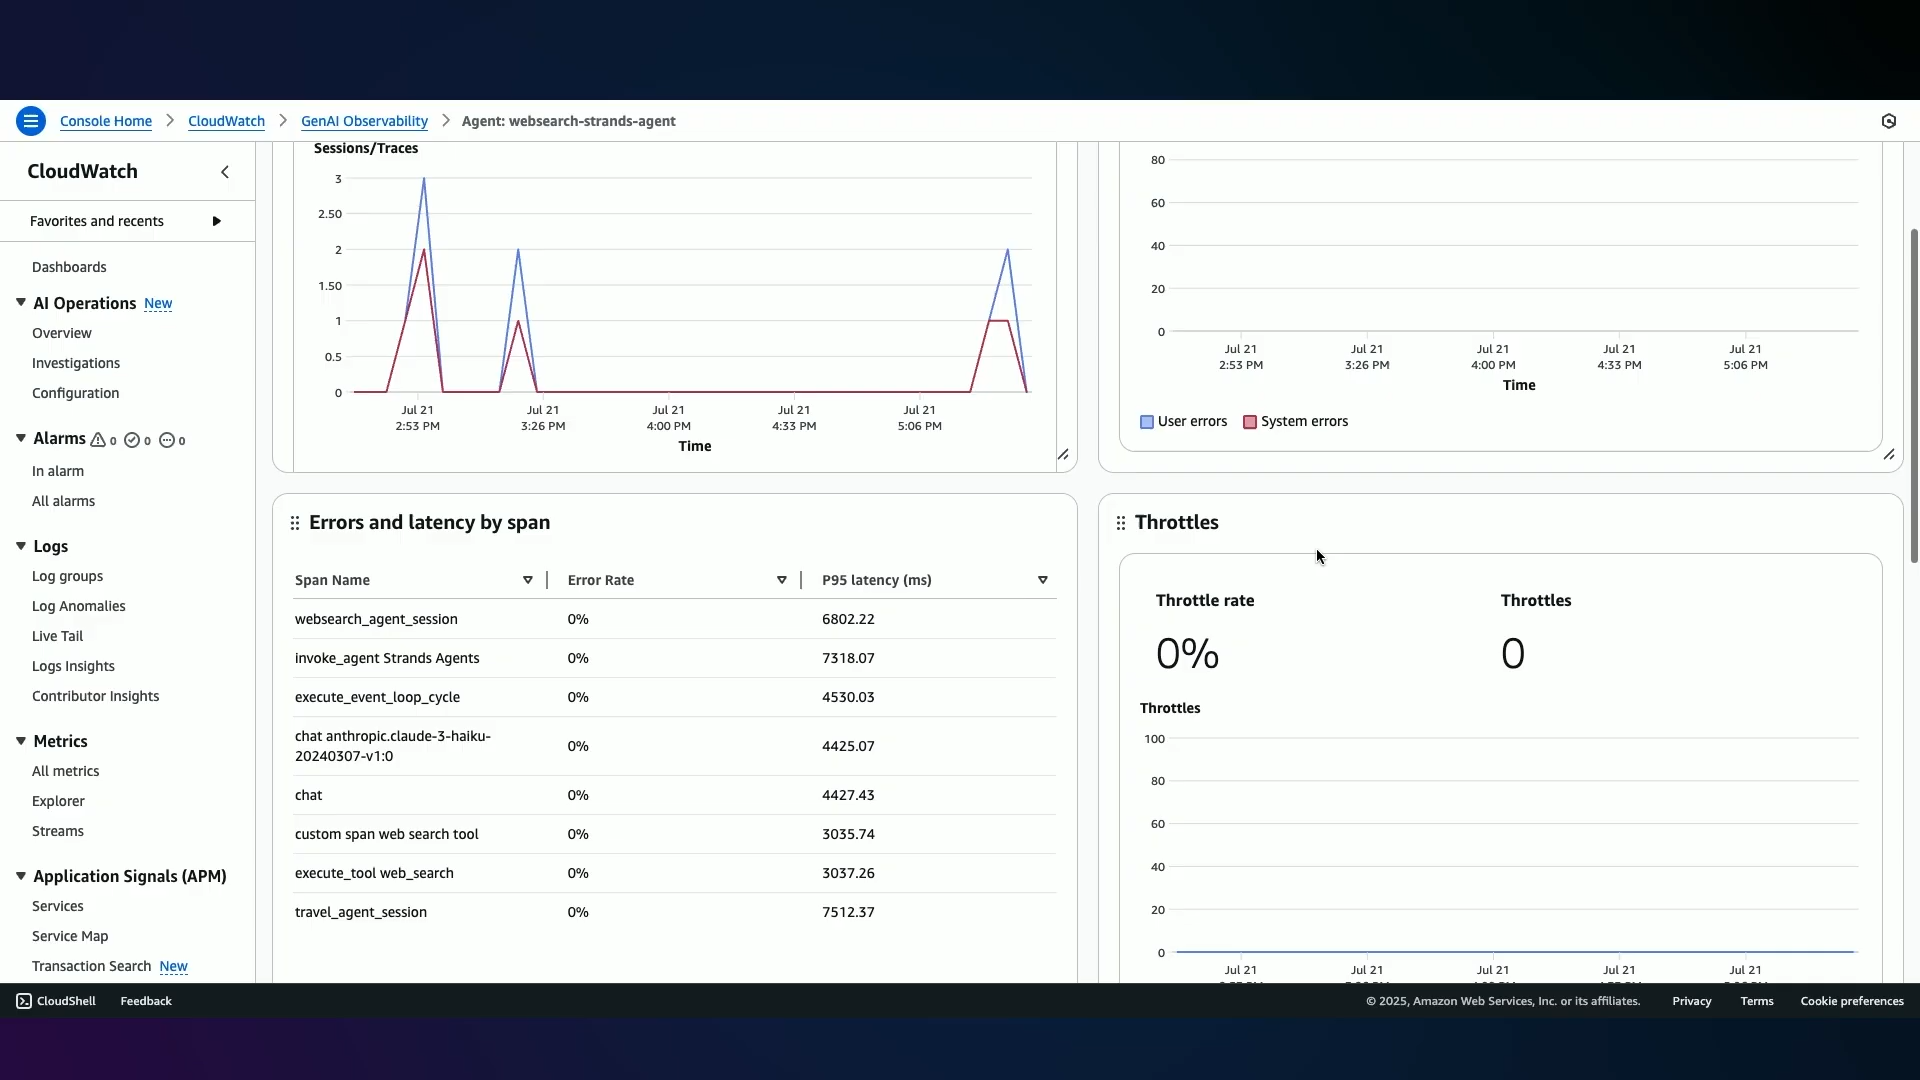 Console Home
CloudWatch
GenAI Observability
Agent: websearch-strands-agent
CloudWatch
Favorites and recents
Dashboards
AI Operations New
Overview
Investigations
Configuration
Alarms 0 0 0
In alarm
All alarms
Logs
Log groups
Log Anomalies
Live Tail
Logs Insights
Contributor Insights
Metrics
All metrics
Explorer
Streams
Application Signals (APM)
Services
Service Map
Transaction Search New
Sessions/Traces
3
2.50
2
1.50
1
0.5
0
Jul 21 Jul 21 Jul 21 Jul 21 Jul 21
2:53 PM 3:26 PM 4:00 PM 4:33 PM 5:06 PM
Time
80
60
40
20
0
Jul 21 Jul 21 Jul 21 Jul 21 Jul 21
2:53 PM 3:26 PM 4:00 PM 4:33 PM 5:06 PM
Time
User errors System errors
Errors and latency by span
Span Name Error Rate P95 latency (ms)
websearch_agent_session 0% 6802.22
invoke_agent Strands Agents 0% 7318.07
execute_event_loop_cycle 0% 4530.03
chat anthropic.claude-3-haiku-
20240307-v1:0 0% 4425.07
chat 0% 4427.43
custom span web search tool 0% 3035.74
execute_tool web_search 0% 3037.26
travel_agent_session 0% 7512.37
Throttles
Throttle rate Throttles
0% 0
Throttles
100
80
60
40
20
0
Jul 21 Jul 21 Jul 21 Jul 21 Jul 21
CloudShell Feedback
© 2025, Amazon Web Services, Inc. or its affiliates. Privacy Terms Cookie preferences